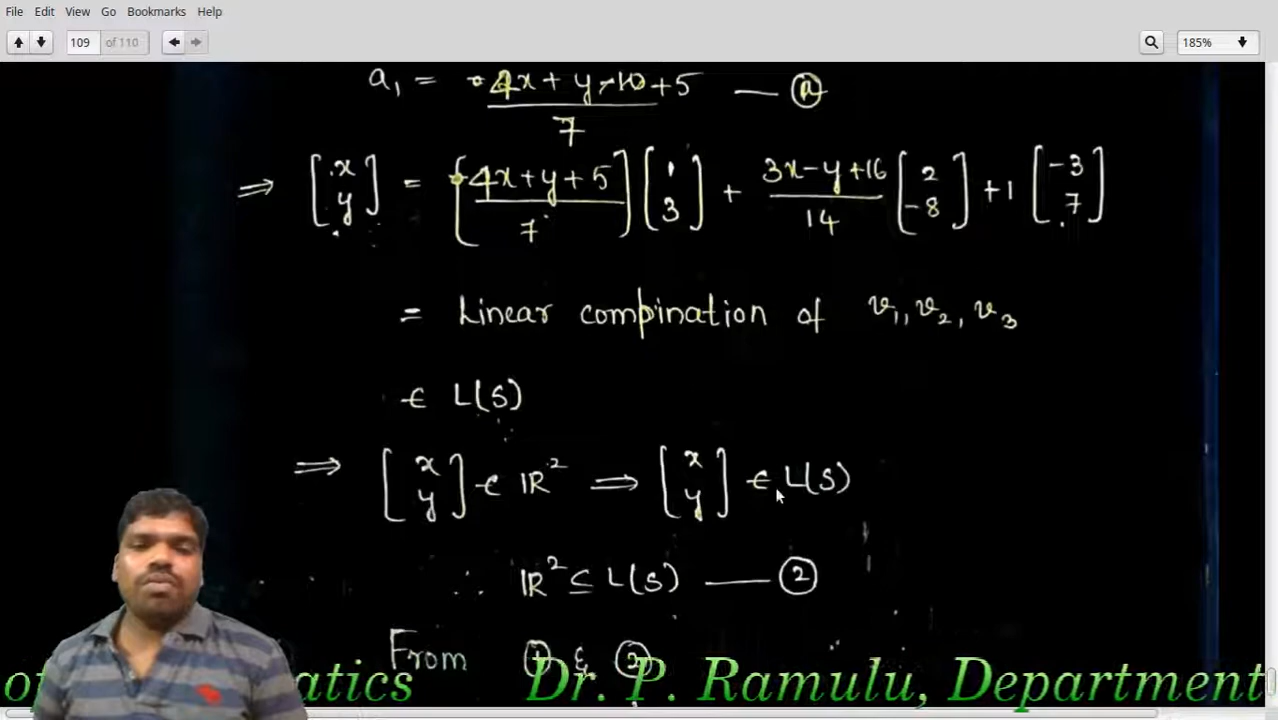 File Edit View Go Bookmarks Help
109 of 110 185%
a₁ = 4x + y - 10 + 5 / 7 — a
⇒ [x y] = [4x + y + 5 / 7] [1 3] + 3x - y + 16 / 14 [2 -8] + 1 [-3 7]
= Linear combination of v₁, v₂, v₃
∈ L(S)
⇒ [x y] ∈ ℝ² ⇒ [x y] ∈ L(S)
∴ ℝ² ⊆ L(S) — 2
From 1 & 2
of atics Dr. P. Ramulu, Department